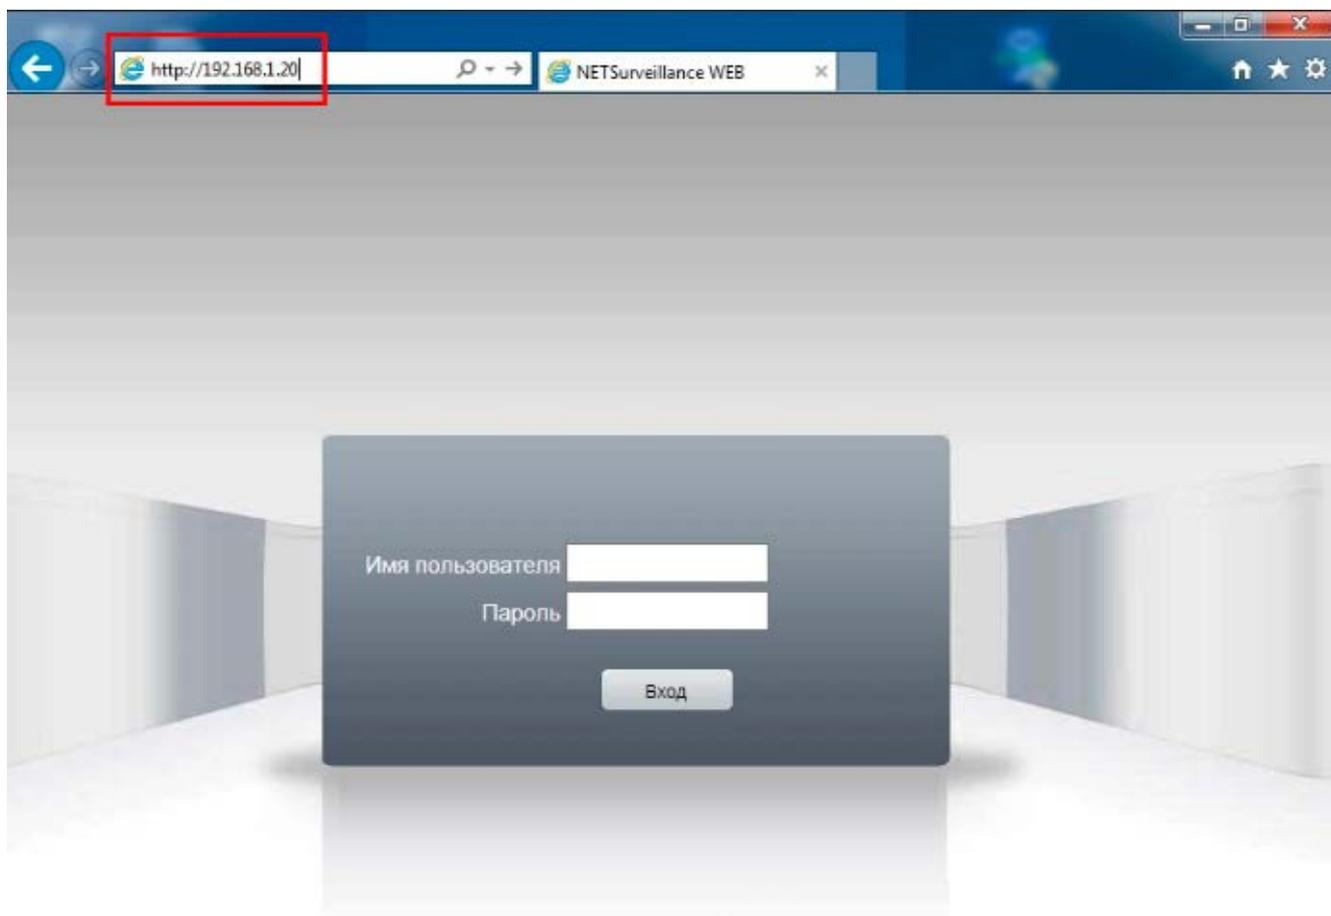 http://192.168.1.20
NETSurveillance WEB
Имя пользователя
Пароль
Вход